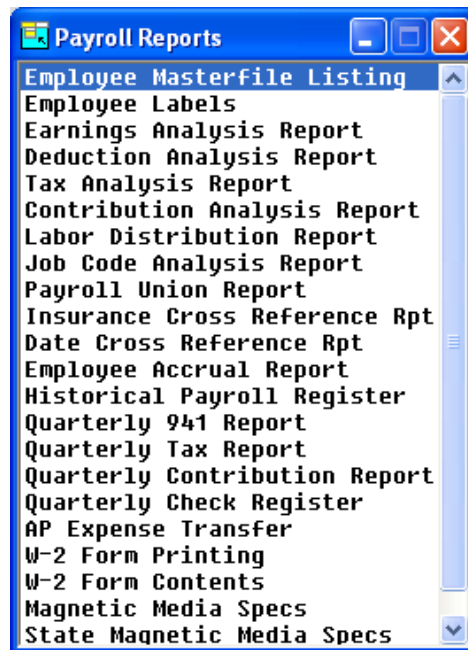 Payroll Reports
Employee Masterfile Listing
Employee Labels
Earnings Analysis Report
Deduction Analysis Report
Tax Analysis Report
Contribution Analysis Report
Labor Distribution Report
Job Code Analysis Report
Payroll Union Report
Insurance Cross Reference Rpt
Date Cross Reference Rpt
Employee Accrual Report
Historical Payroll Register
Quarterly 941 Report
Quarterly Tax Report
Quarterly Contribution Report
Quarterly Check Register
AP Expense Transfer
W-2 Form Printing
W-2 Form Contents
Magnetic Media Specs
State Magnetic Media Specs